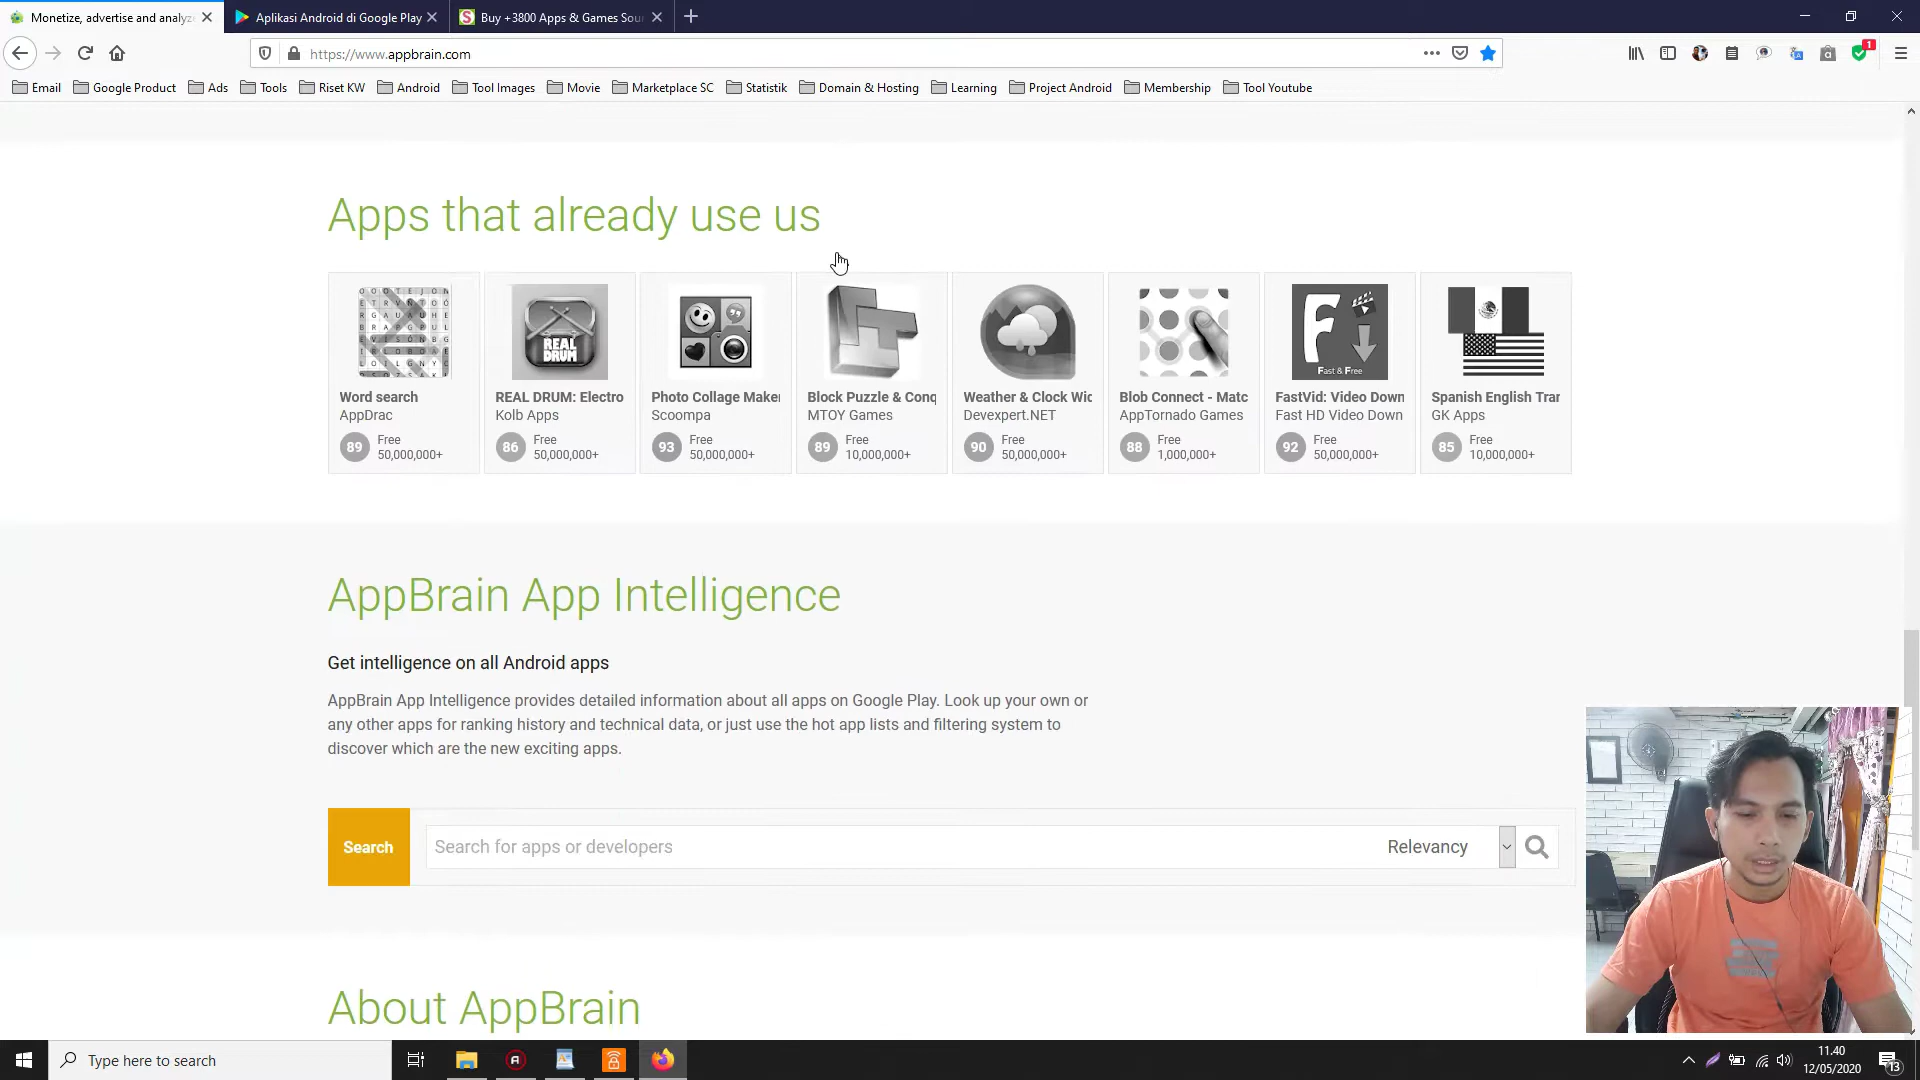 Monetize, advertise and analyze
Aplikasi Android di Google Play
Buy +3800 Apps & Games Sou
https://www.appbrain.com
1
Email
Google Product
Ads
Tools
Riset KW
Android
Tool Images
Movie
Marketplace SC
Statistik
Domain & Hosting
Learning
Project Android
Membership
Tool Youtube
Apps that already use us
REAL DRUM
F
Fast & Free
Word search
AppDrac
89 Free
50,000,000+
REAL DRUM: Electro
Kolb Apps
86 Free
50,000,000+
Photo Collage Maker
Scoompa
93 Free
50,000,000+
Block Puzzle & Conq
MTOY Games
89 Free
10,000,000+
Weather & Clock Wid
Devexpert.NET
90 Free
50,000,000+
Blob Connect - Matc
AppTornado Games
88 Free
1,000,000+
FastVid: Video Down
Fast HD Video Down
92 Free
50,000,000+
Spanish English Tran
GK Apps
85 Free
10,000,000+
AppBrain App Intelligence
Get intelligence on all Android apps
AppBrain App Intelligence provides detailed information about all apps on Google Play. Look up your own or
any other apps for ranking history and technical data, or just use the hot app lists and filtering system to
discover which are the new exciting apps.
Search
Search for apps or developers
Relevancy
About AppBrain
Type here to search
11.40
12/05/2020
13